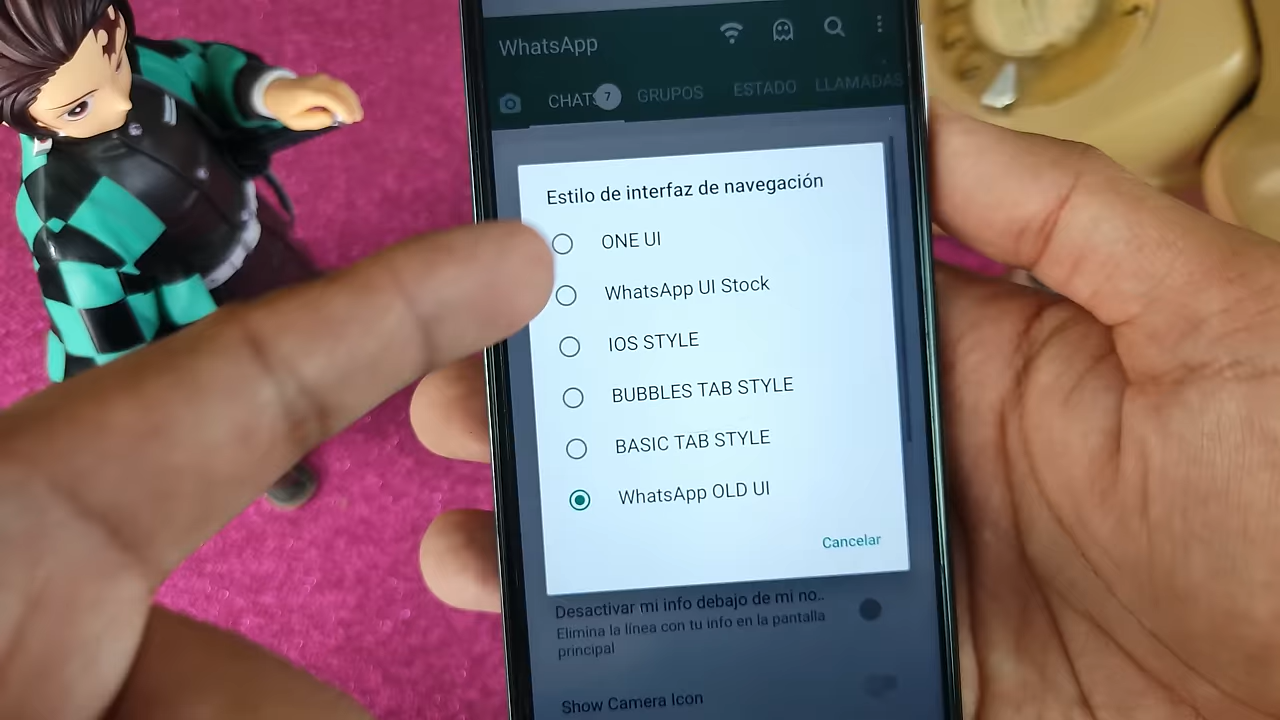 WhatsApp
CHATS 7 GRUPOS ESTADO LLAMADAS
Estilo de interfaz de navegación
ONE UI
WhatsApp UI Stock
IOS STYLE
BUBBLES TAB STYLE
BASIC TAB STYLE
WhatsApp OLD UI
Cancelar
Desactivar mi info debajo de mi no..
Elimina la línea con tu info en la pantalla
principal
Show Camera Icon